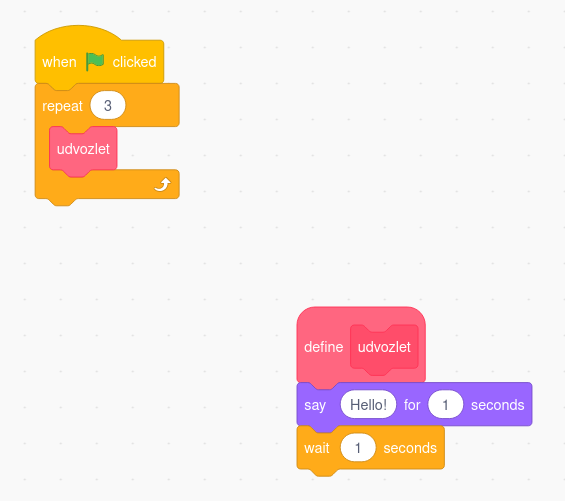 when clicked
repeat 3
udvozlet
define udvozlet
say Hello! for 1 seconds
wait 1 seconds